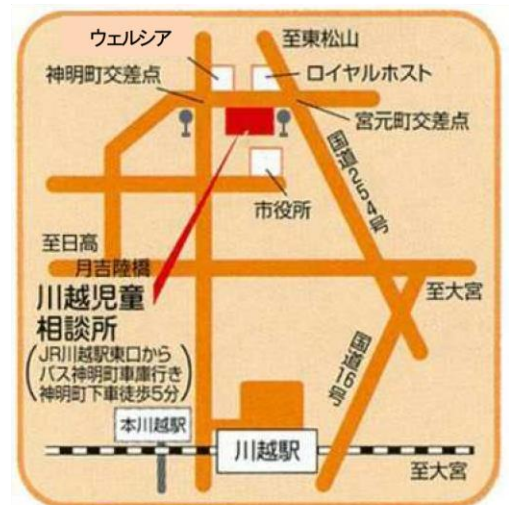 ウェルシア
至東松山
神明町交差点
ロイヤルホスト
宮元町交差点
国道254号
市役所
至日高
月吉陸橋
至大宮
川越児童
相談所
(JR川越駅東口から
バス神明町車庫行き
神明町下車徒歩5分)
国道16号
本川越駅
川越駅
至大宮